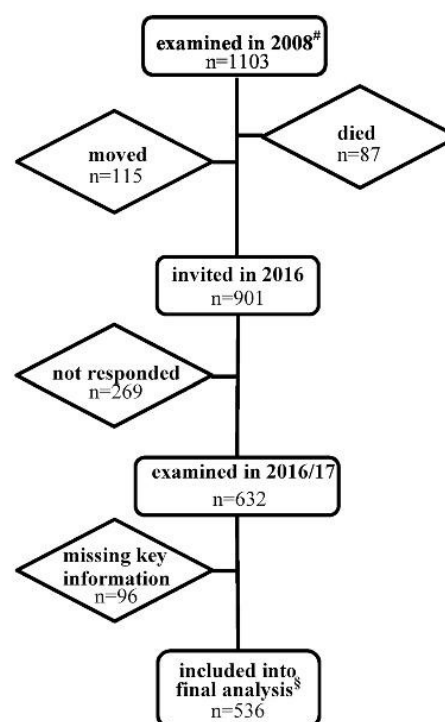 examined in 2008#
n=1103
died
n=87
moved
n=115
invited in 2016
n=901
not responded
n=269
examined in 2016/17
n=632
missing key
information
n=96
included into
final analysis§
n=536